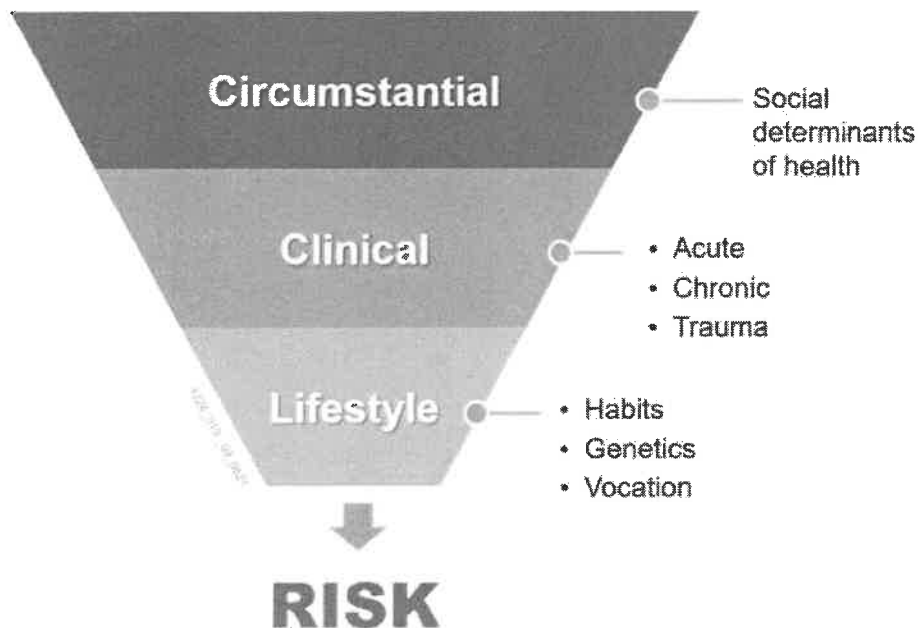 Circumstantial
Social
determinants
of health
Clinical
• Acute
• Chronic
• Trauma
Lifestyle
• Habits
• Genetics
• Vocation
RISK